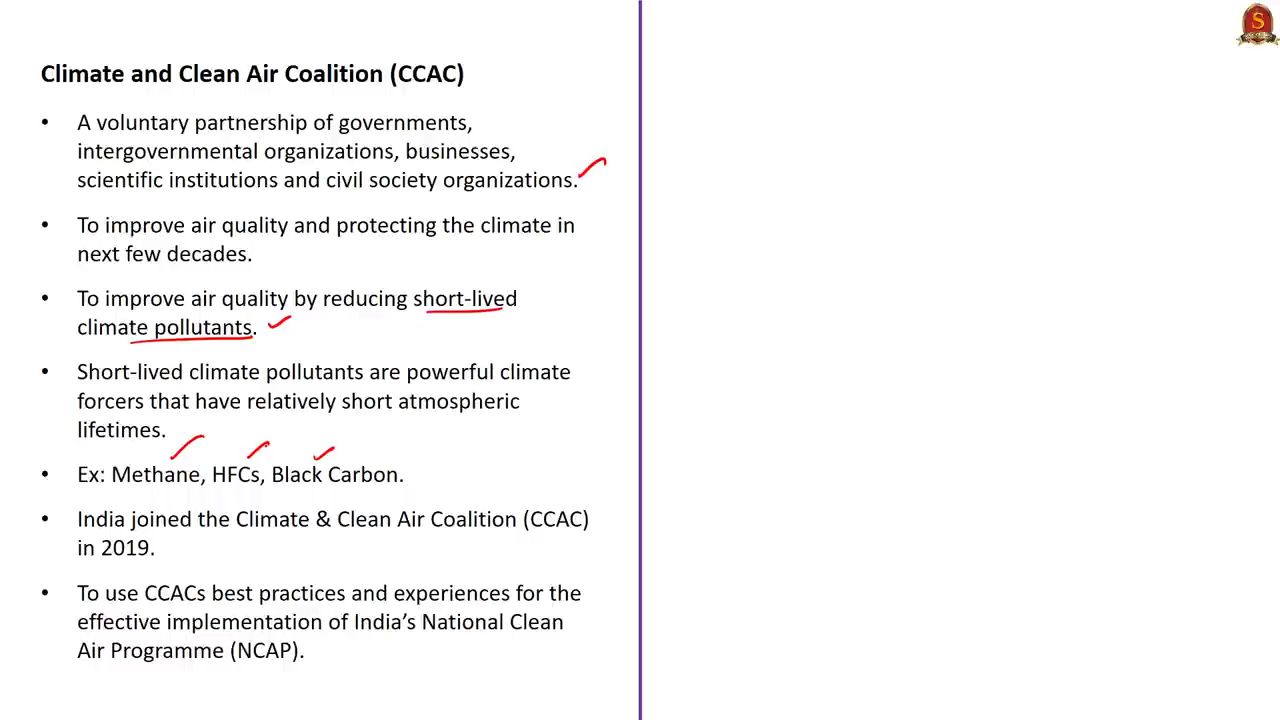 Climate and Clean Air Coalition (CCAC)
• A voluntary partnership of governments,
intergovernmental organizations, businesses,
scientific institutions and civil society organizations.
• To improve air quality and protecting the climate in
next few decades.
• To improve air quality by reducing short-lived
climate pollutants.
• Short-lived climate pollutants are powerful climate
forcers that have relatively short atmospheric
lifetimes.
• Ex: Methane, HFCs, Black Carbon.
• India joined the Climate & Clean Air Coalition (CCAC)
in 2019.
• To use CCACs best practices and experiences for the
effective implementation of India’s National Clean
Air Programme (NCAP).
S